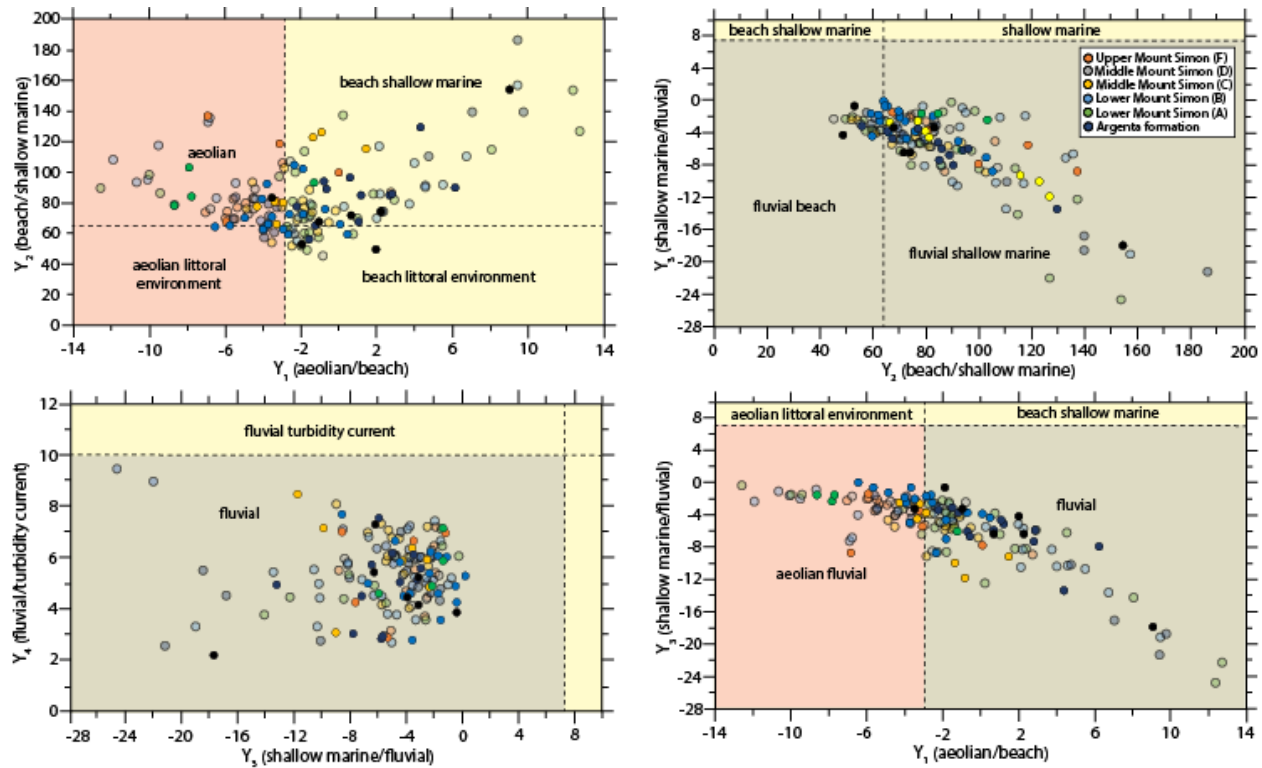 200
180
160
140
120
100
80
60
40
20
0
Y2 (beach/shallow marine)
beach shallow marine
aeolian
aeolian littoral
environment
beach littoral environment
-14 -10 -6 -2 2 6 10 14
Y1 (aeolian/beach)
beach shallow marine
shallow marine
8
4
0
-4
-8
-12
-16
-20
-24
-28
Y3 (shallow marine/fluvial)
Upper Mount Simon (F)
Middle Mount Simon (D)
Middle Mount Simon (C)
Lower Mount Simon (B)
Lower Mount Simon (A)
Argenta formation
fluvial beach
fluvial shallow marine
0 20 40 60 80 100 120 140 160 180 200
Y2 (beach/shallow marine)
12
10
8
6
4
2
0
Y4 (fluvial/turbidity current)
fluvial turbidity current
fluvial
-28 -24 -20 -16 -12 -8 -4 0 4 8
Y3 (shallow marine/fluvial)
aeolian littoral environment
beach shallow marine
8
4
0
-4
-8
-12
-16
-20
-24
-28
Y3 (shallow marine/fluvial)
fluvial
aeolian fluvial
-14 -10 -6 -2 2 6 10 14
Y1 (aeolian/beach)